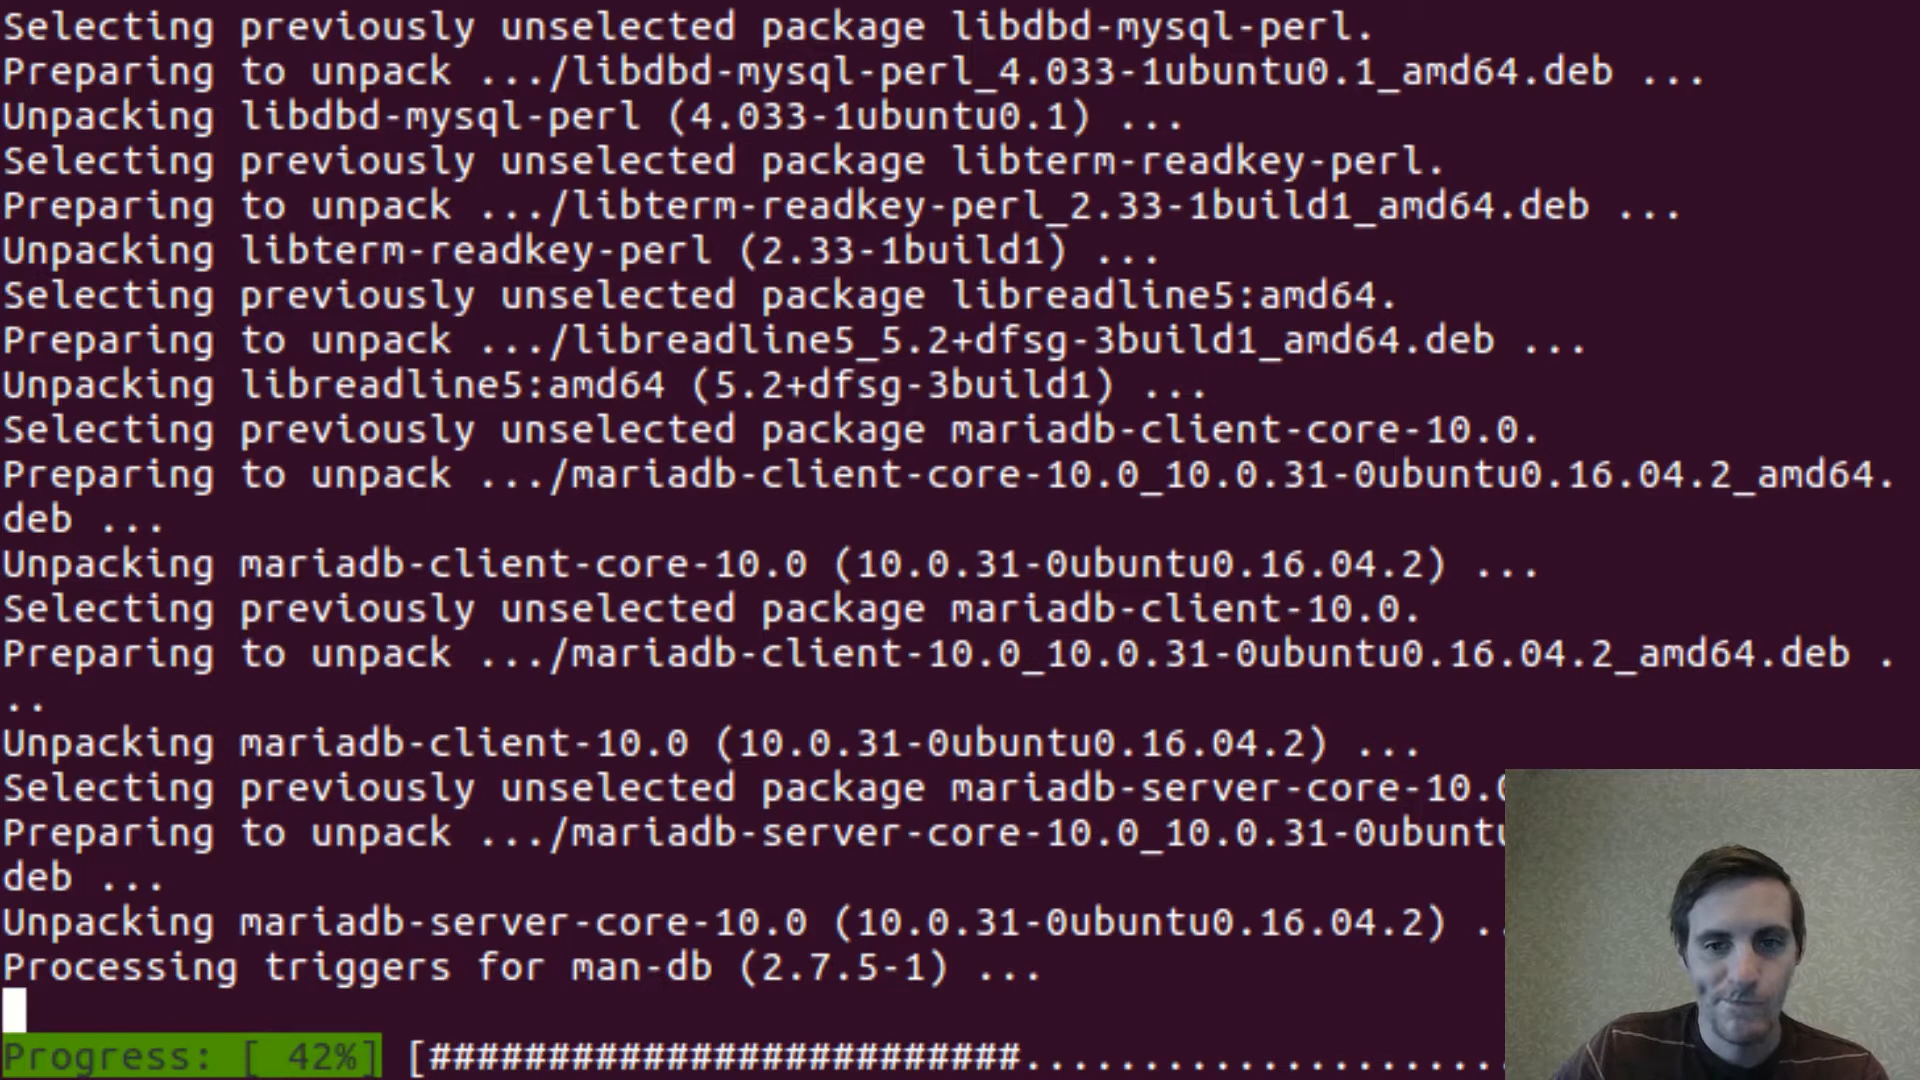 Selecting previously unselected package libdbd-mysql-perl.
Preparing to unpack .../libdbd-mysql-perl_4.033-1ubuntu0.1_amd64.deb ...
Unpacking libdbd-mysql-perl (4.033-1ubuntu0.1) ...
Selecting previously unselected package libterm-readkey-perl.
Preparing to unpack .../libterm-readkey-perl_2.33-1build1_amd64.deb ...
Unpacking libterm-readkey-perl (2.33-1build1) ...
Selecting previously unselected package libreadline5:amd64.
Preparing to unpack .../libreadline5_5.2+dfsg-3build1_amd64.deb ...
Unpacking libreadline5:amd64 (5.2+dfsg-3build1) ...
Selecting previously unselected package mariadb-client-core-10.0.
Preparing to unpack .../mariadb-client-core-10.0_10.0.31-0ubuntu0.16.04.2_amd64.
deb ...
Unpacking mariadb-client-core-10.0 (10.0.31-0ubuntu0.16.04.2) ...
Selecting previously unselected package mariadb-client-10.0.
Preparing to unpack .../mariadb-client-10.0_10.0.31-0ubuntu0.16.04.2_amd64.deb .
..
Unpacking mariadb-client-10.0 (10.0.31-0ubuntu0.16.04.2) ...
Selecting previously unselected package mariadb-server-core-10.0
Preparing to unpack .../mariadb-server-core-10.0_10.0.31-0ubuntu
deb ...
Unpacking mariadb-server-core-10.0 (10.0.31-0ubuntu0.16.04.2) ..
Processing triggers for man-db (2.7.5-1) ...
Progress: [ 42%] [#########################....................